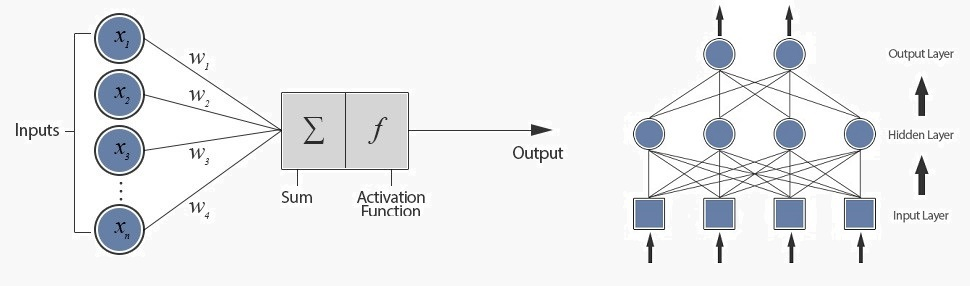 x1
w1
x2
w2
Inputs
x3
w3
xn
w4
∑ f
Output
Sum
Activation
Function
Output Layer
Hidden Layer
Input Layer